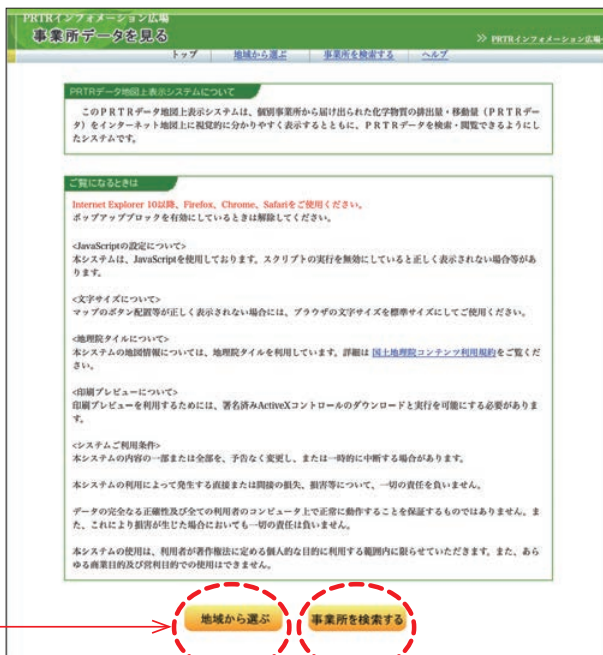 PRTRインフォメーション広場
事業所データを見る
≫ PRTRインフォメーション広場
トップ 地域から選ぶ 事業所を検索する ヘルプ
PRTRデータ地図上表示システムについて
このPRTRデータ地図上表示システムは、個別事業所から届け出られた化学物質の排出量・移動量（PRTRデー
タ）をインターネット地図上に視覚的に分かりやすく表示するとともに、PRTRデータを検索・閲覧できるようにし
たシステムです。
ご覧になるときは
Internet Explorer 10以降、Firefox、Chrome、Safariをご使用ください。
ポップアップブロックを有効にしているときは解除してください。
<JavaScriptの設定について>
本システムは、JavaScriptを使用しております。スクリプトの実行を無効にしていると正しく表示されない場合等があ
ります。
<文字サイズについて>
マップのボタン配置等が正しく表示されない場合には、ブラウザの文字サイズを標準サイズにしてご使用ください。
<地理院タイルについて>
本システムの地図情報については、地理院タイルを利用しています。詳細は 国土地理院コンテンツ利用規約をご覧くだ
さい。
<印刷プレビューについて>
印刷プレビューを利用するためには、署名済みActiveXコントロールのダウンロードと実行を可能にする必要がありま
す。
<システムご利用条件>
本システムの内容の一部または全部を、予告なく変更し、または一時的に中断する場合があります。
本システムの利用によって発生する直接または間接の損失、損害等について、一切の責任を負いません。
データの完全なる正確性及び全ての利用者のコンピュータ上で正常に動作することを保証するものではありません。ま
た、これにより損害が生じた場合においても一切の責任は負いません。
本システムの使用は、利用者が著作権法に定める個人的な目的に利用する範囲内に限らせていただきます。また、あら
ゆる商業目的及び営利目的での使用はできません。
地域から選ぶ 事業所を検索する